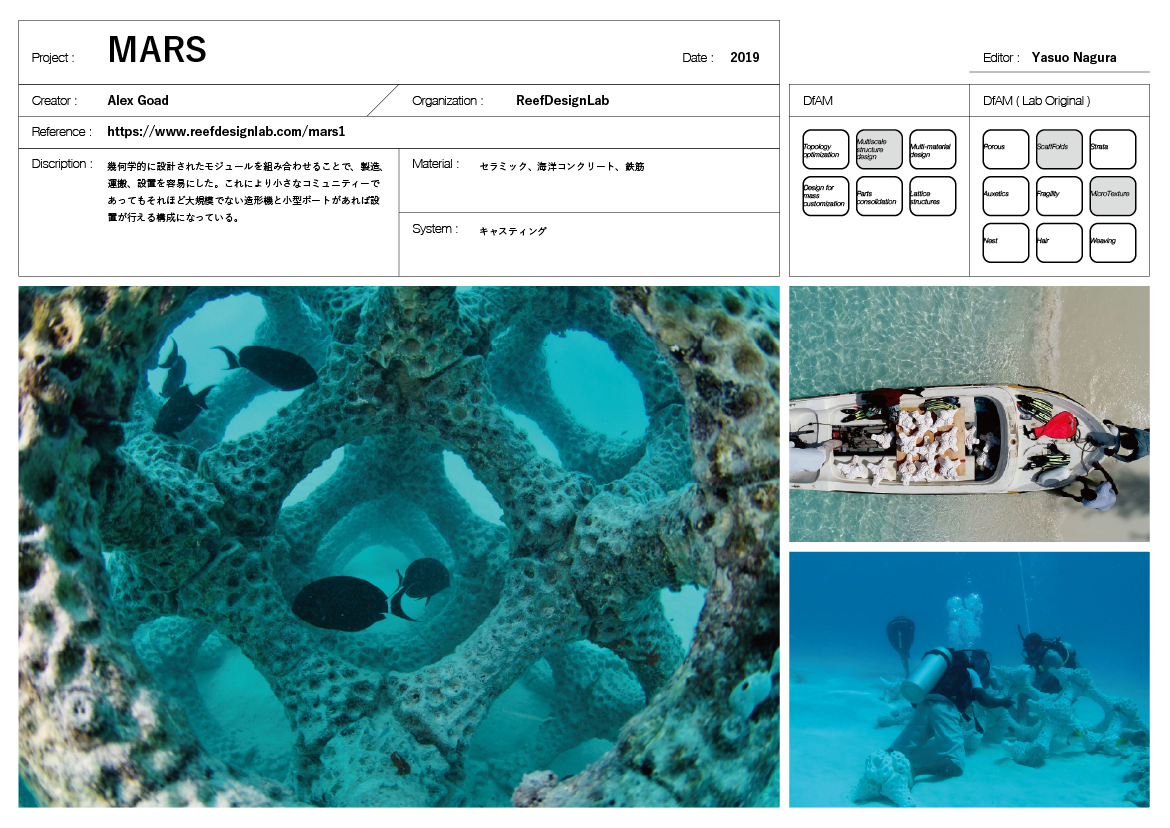 Project : MARS Date : 2019
Editor : Yasuo Nagura
Creator : Alex Goad Organization : ReefDesignLab
Reference : https://www.reefdesignlab.com/mars1
Discription : 幾何学的に設計されたモジュールを組み合わせることで、製造、
運搬、設置を容易にした。これにより小さなコミュニティーで
あってもそれほど大規模でない造形機と小型ボートがあれば設
置が行える構成になっている。
Material : セラミック、海洋コンクリート、鉄筋
System : キャスティング
DfAM
Topology
optimization
Multiscale
structure
design
Multi-material
design
Design for
mass
customization
Parts
consolidation
Lattice
structures
DfAM ( Lab Original )
Porous
ScaffFolds
Strata
Auxetics
Fragility
MicroTexture
Nest
Hair
Weaving